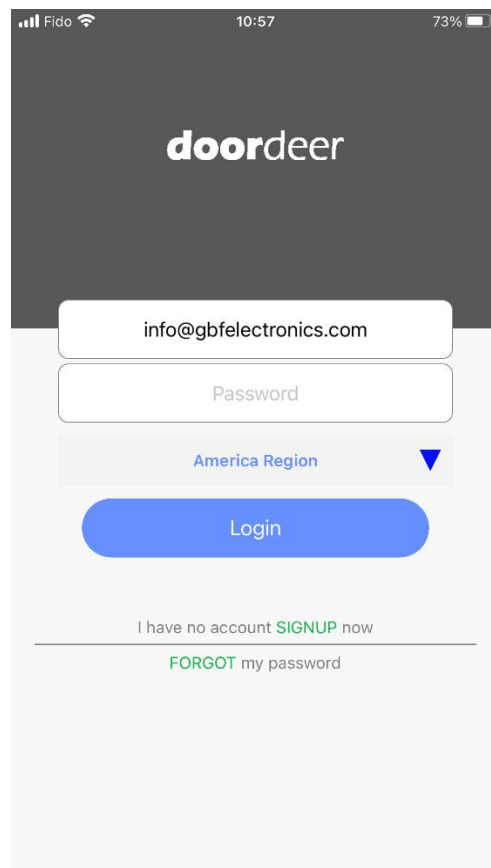 Fido 10:57 73%
doordeer
info@gbfelectronics.com
Password
America Region
Login
I have no account SIGNUP now
FORGOT my password